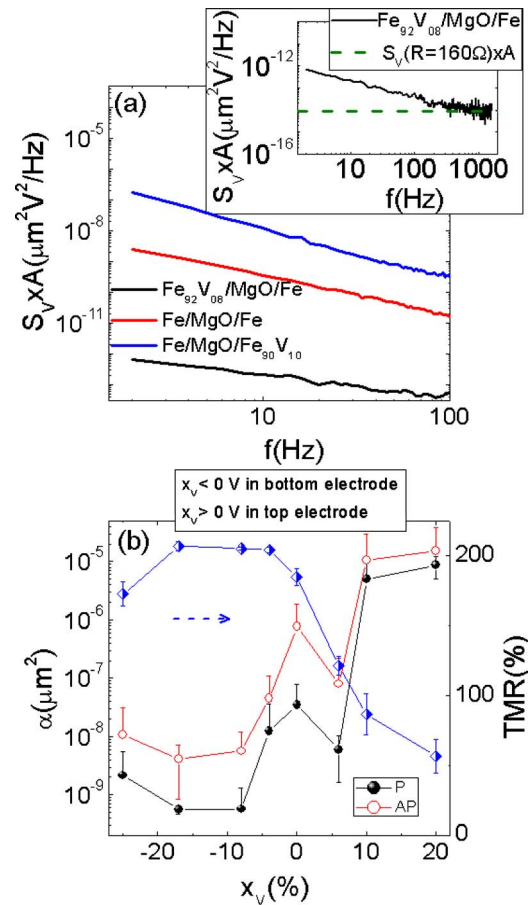 Fe₉₂V₀₈/MgO/Fe
S_V(R=160Ω)xA
S_VxA(μm²V²/Hz)
10⁻¹²
10⁻¹⁶
10 100 1000
f(Hz)
(a)
S_VxA(μm²V²/Hz)
10⁻⁵
10⁻⁸
10⁻¹¹
Fe₉₂V₀₈/MgO/Fe
Fe/MgO/Fe
Fe/MgO/Fe₉₀V₁₀
10 100
f(Hz)
x_V< 0 V in bottom electrode
x_V> 0 V in top electrode
(b)
α(μm²)
10⁻⁵
10⁻⁶
10⁻⁷
10⁻⁸
10⁻⁹
200
100
0
TMR(%)
P
AP
-20 -10 0 10 20
x_V(%)